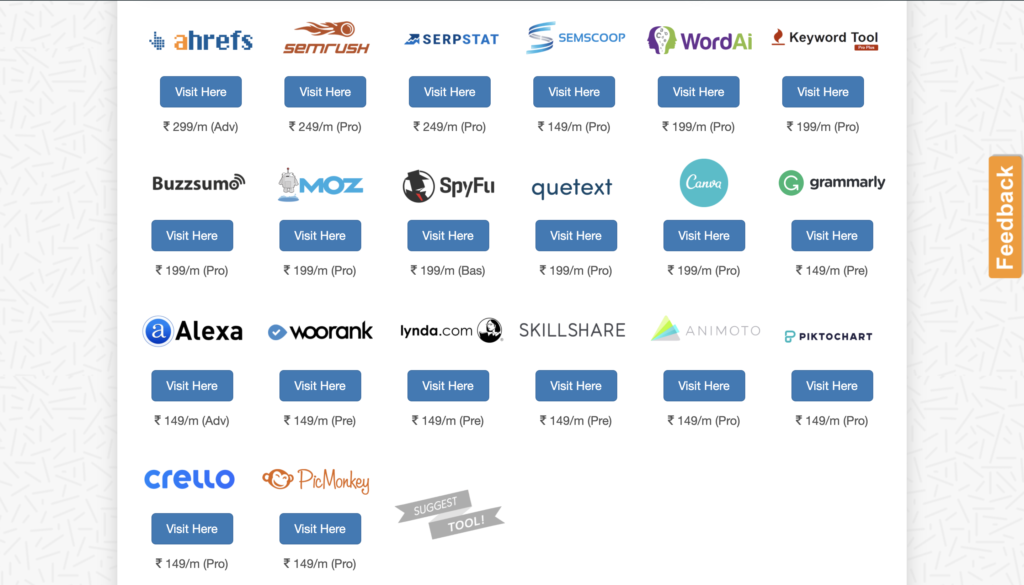 ahrefs
semrush
SERPSTAT
SEMSCOOP
WordAi
Keyword Tool
Pro Plus
Visit Here
Visit Here
Visit Here
Visit Here
Visit Here
Visit Here
₹ 299/m (Adv)
₹ 249/m (Pro)
₹ 249/m (Pro)
₹ 149/m (Pro)
₹ 199/m (Pro)
₹ 199/m (Pro)
Buzzsumo
MOZ
SpyFu
quetext
Canva
G
grammarly
Visit Here
Visit Here
Visit Here
Visit Here
Visit Here
Visit Here
₹ 199/m (Pro)
₹ 199/m (Pro)
₹ 199/m (Bas)
₹ 199/m (Pro)
₹ 199/m (Pro)
₹ 149/m (Pre)
Feedback
a
Alexa
woorank
lynda.com
SKILLSHARE
ANIMOTO
PIKTOCHART
Visit Here
Visit Here
Visit Here
Visit Here
Visit Here
Visit Here
₹ 149/m (Adv)
₹ 149/m (Pre)
₹ 149/m (Pre)
₹ 149/m (Pre)
₹ 149/m (Pro)
₹ 149/m (Pro)
crello
PicMonkey
SUGGEST
TOOL!
Visit Here
Visit Here
₹ 149/m (Pro)
₹ 149/m (Pro)